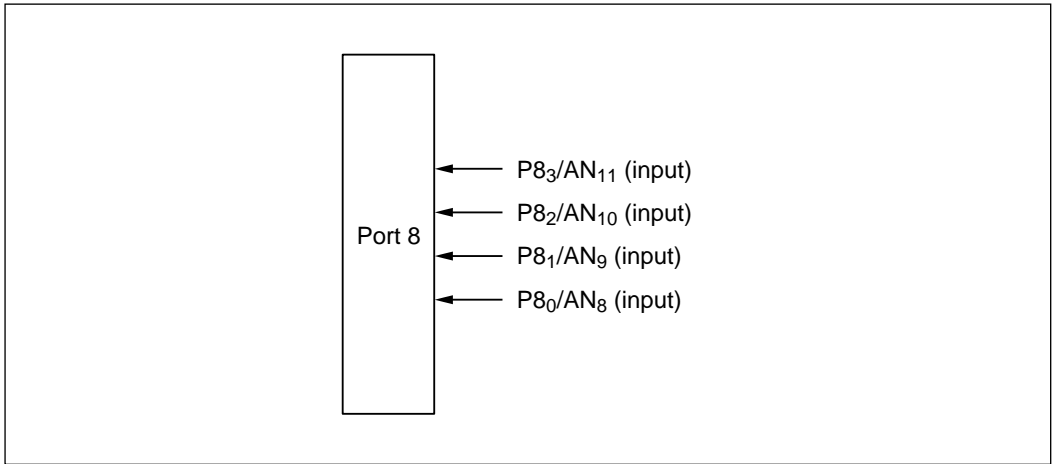 P8₃/AN₁₁ (input)
P8₂/AN₁₀ (input)
Port 8
P8₁/AN₉ (input)
P8₀/AN₈ (input)